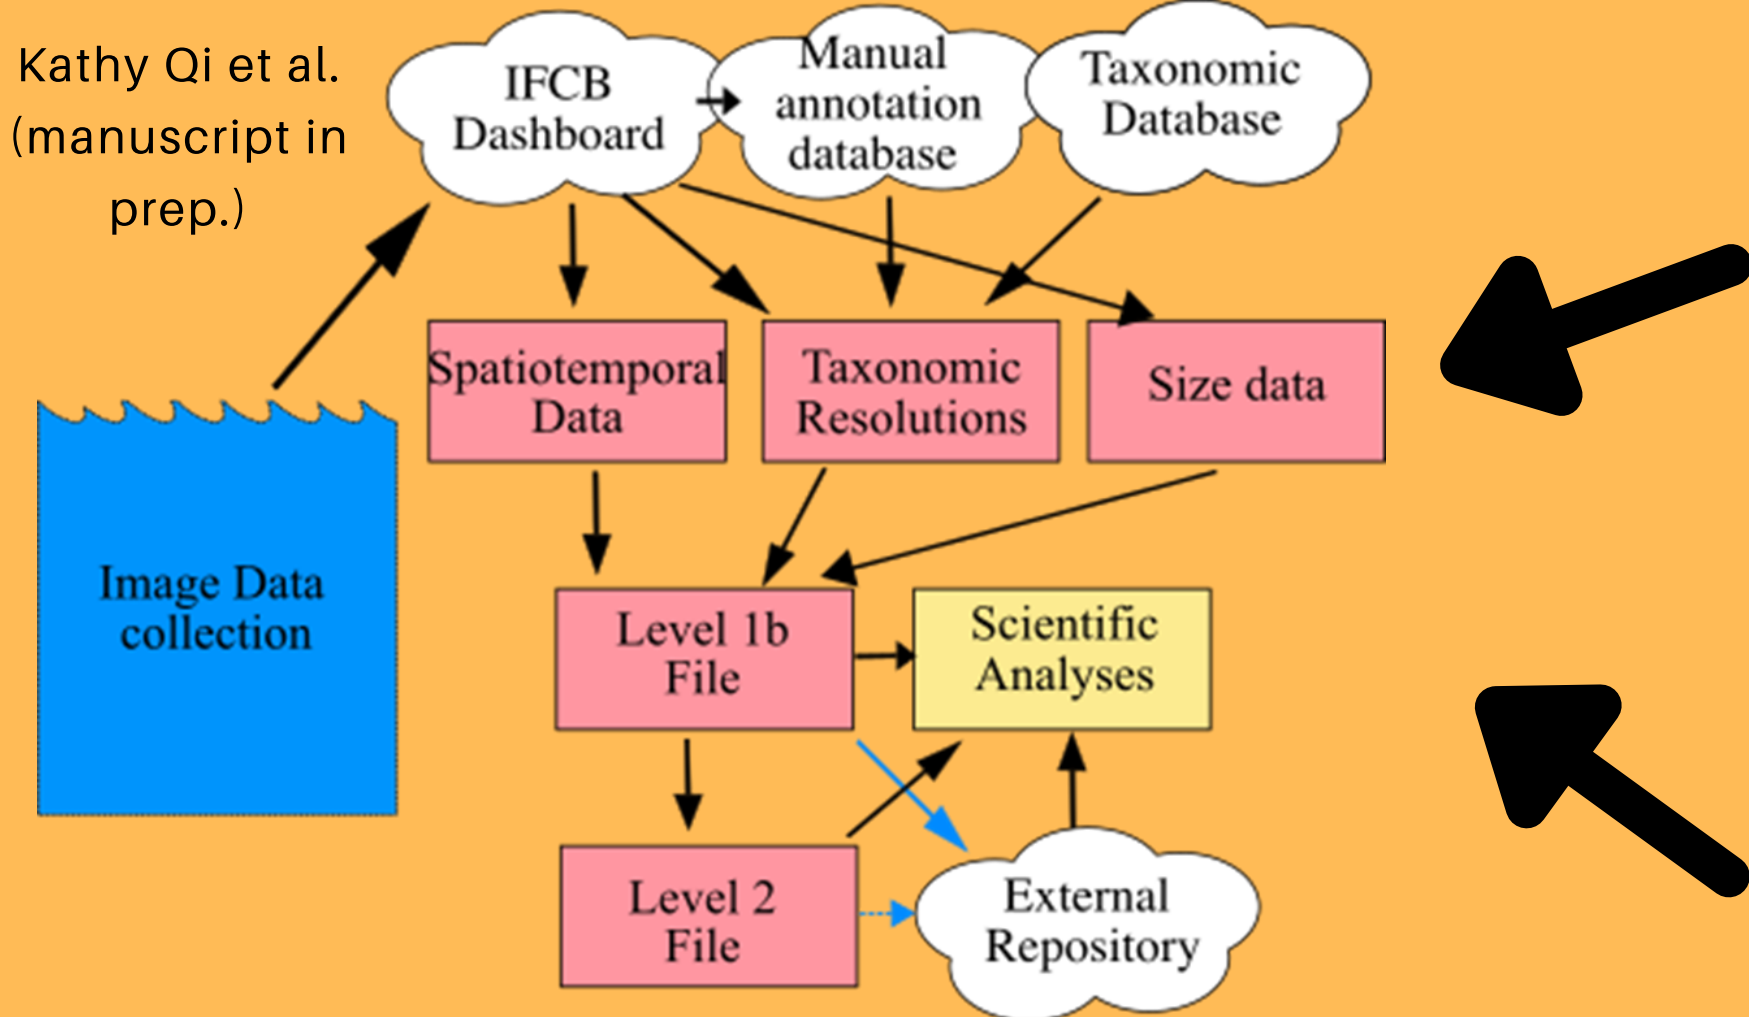 Kathy Qi et al.
(manuscript in
prep.)
IFCB
Dashboard
Manual
annotation
database
Taxonomic
Database
Spatiotemporal
Data
Taxonomic
Resolutions
Size data
Image Data
collection
Level 1b
File
Scientific
Analyses
Level 2
File
External
Repository